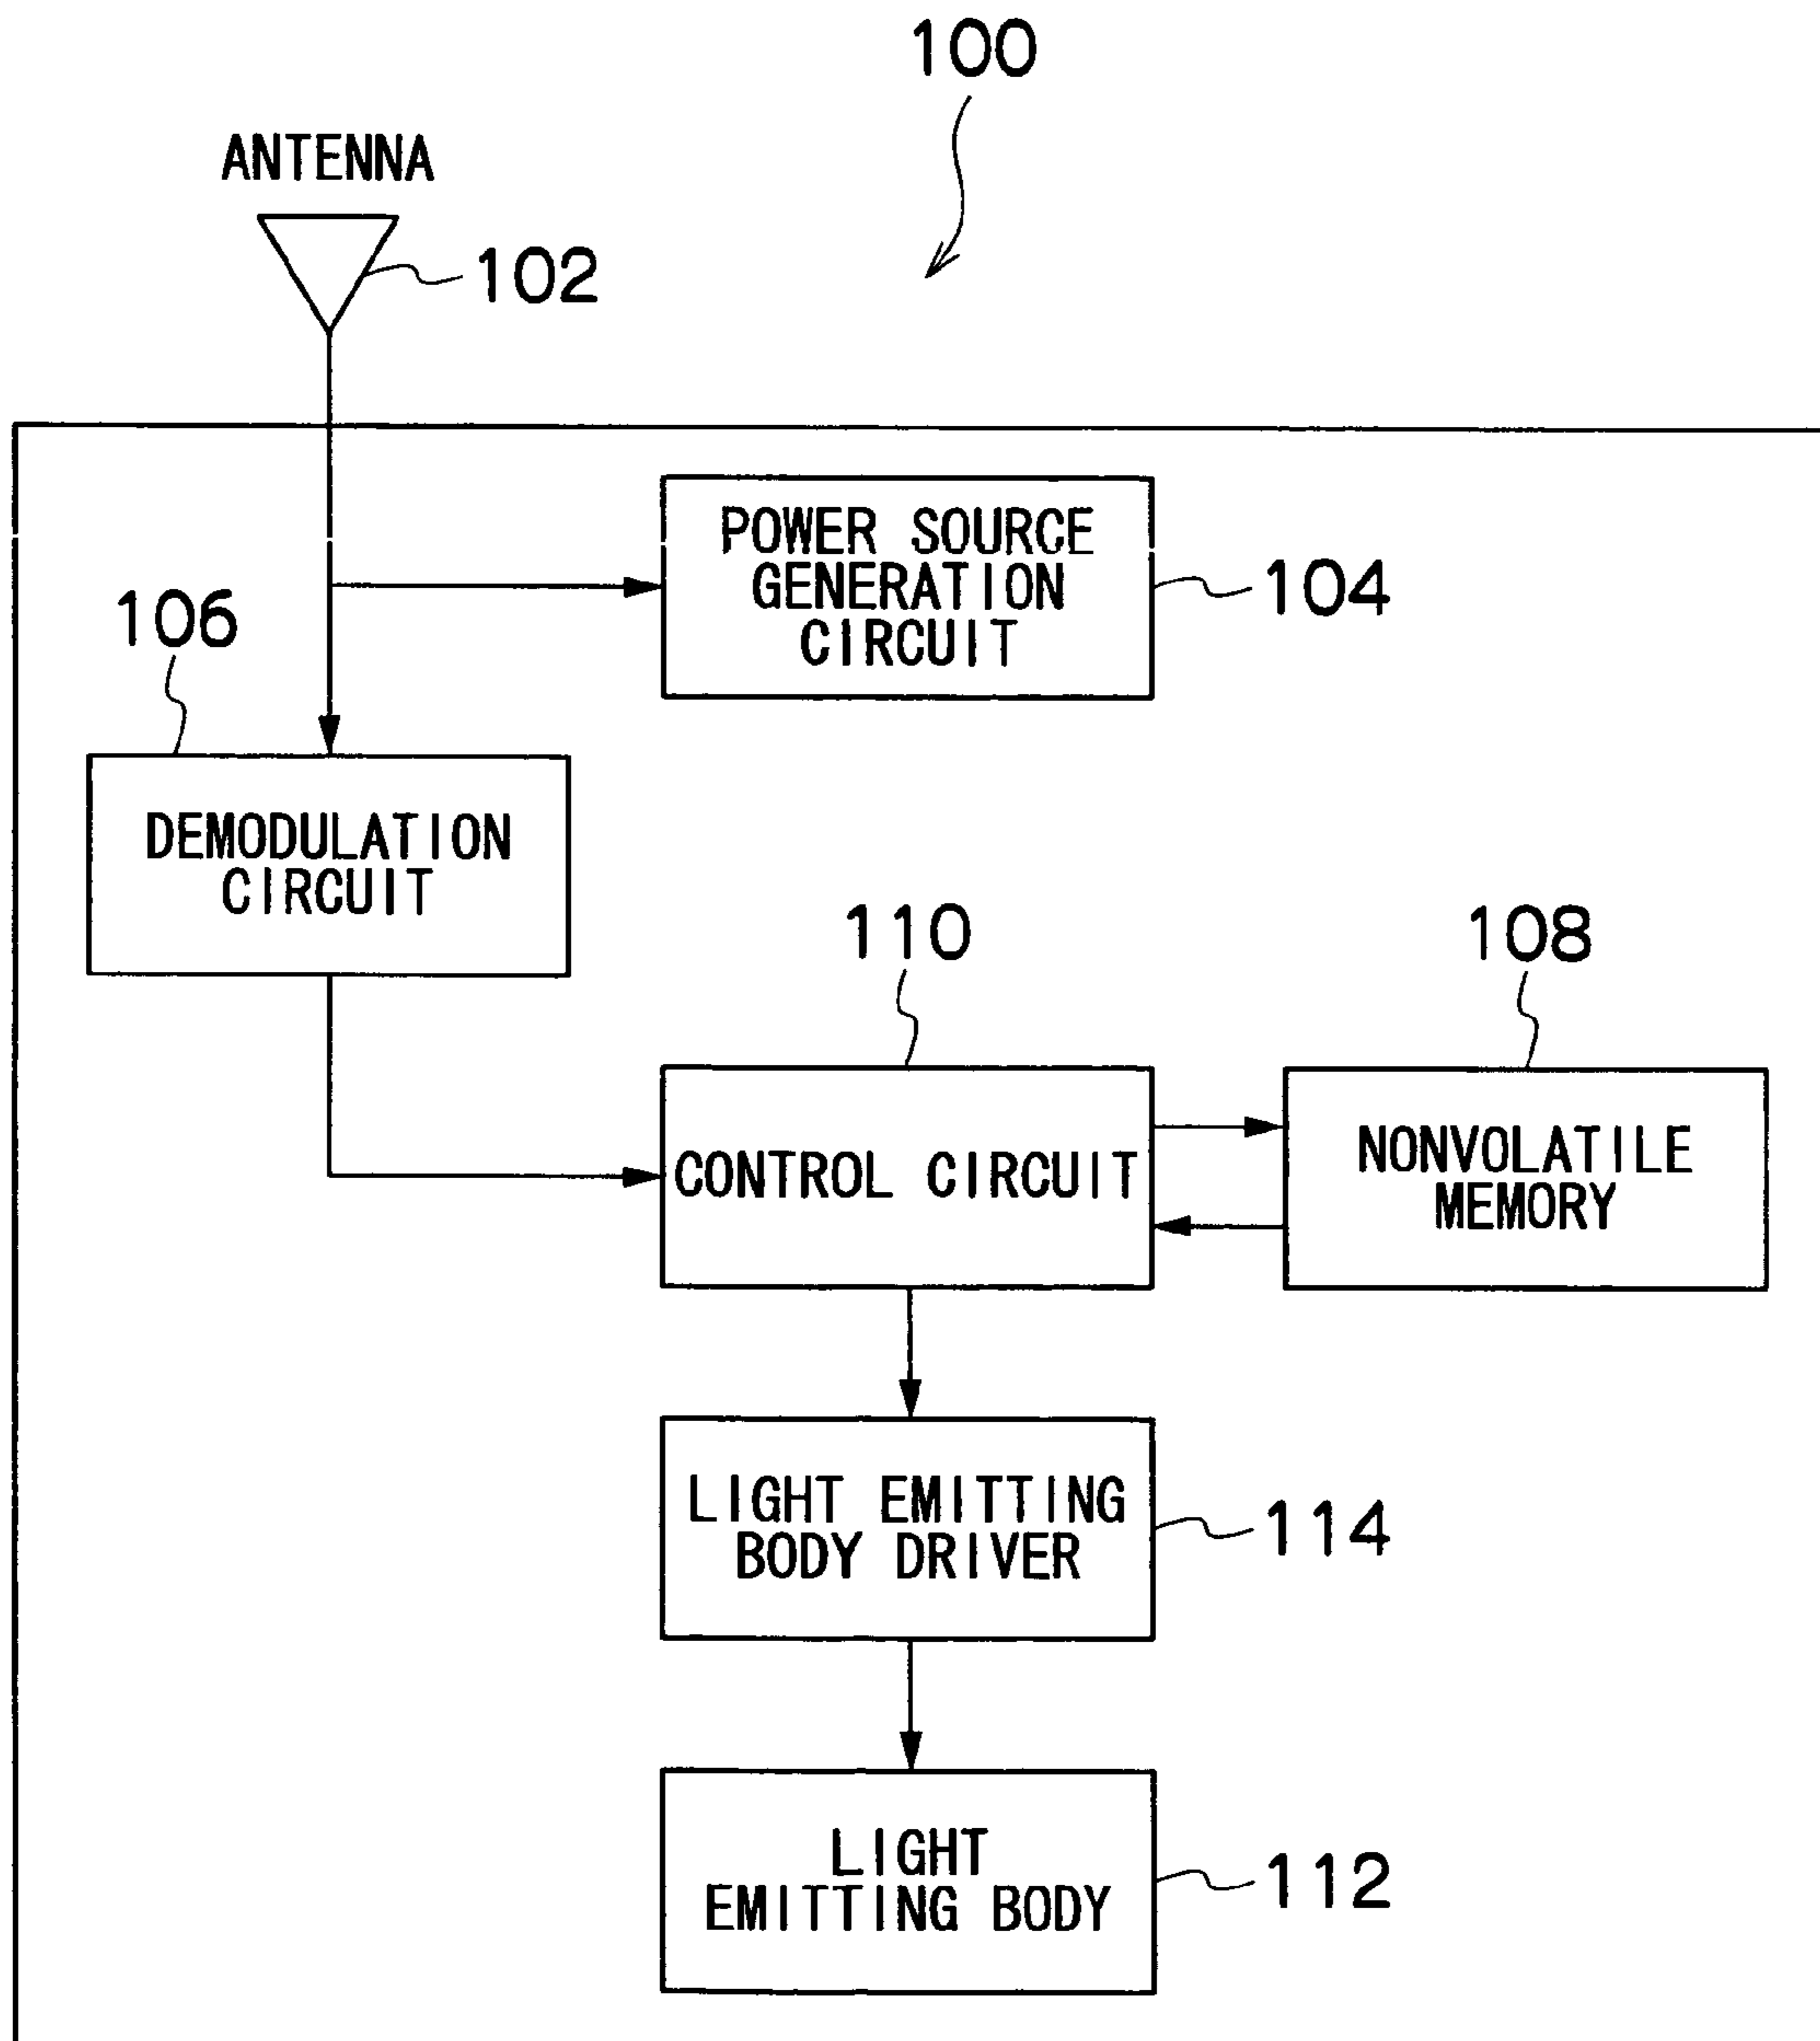 100
ANTENNA
102
POWER SOURCE
GENERATION
CIRCUIT
104
106
DEMODULATION
CIRCUIT
110
108
CONTROL CIRCUIT
NONVOLATILE
MEMORY
LIGHT EMITTING
BODY DRIVER
114
LIGHT
EMITTING BODY
112